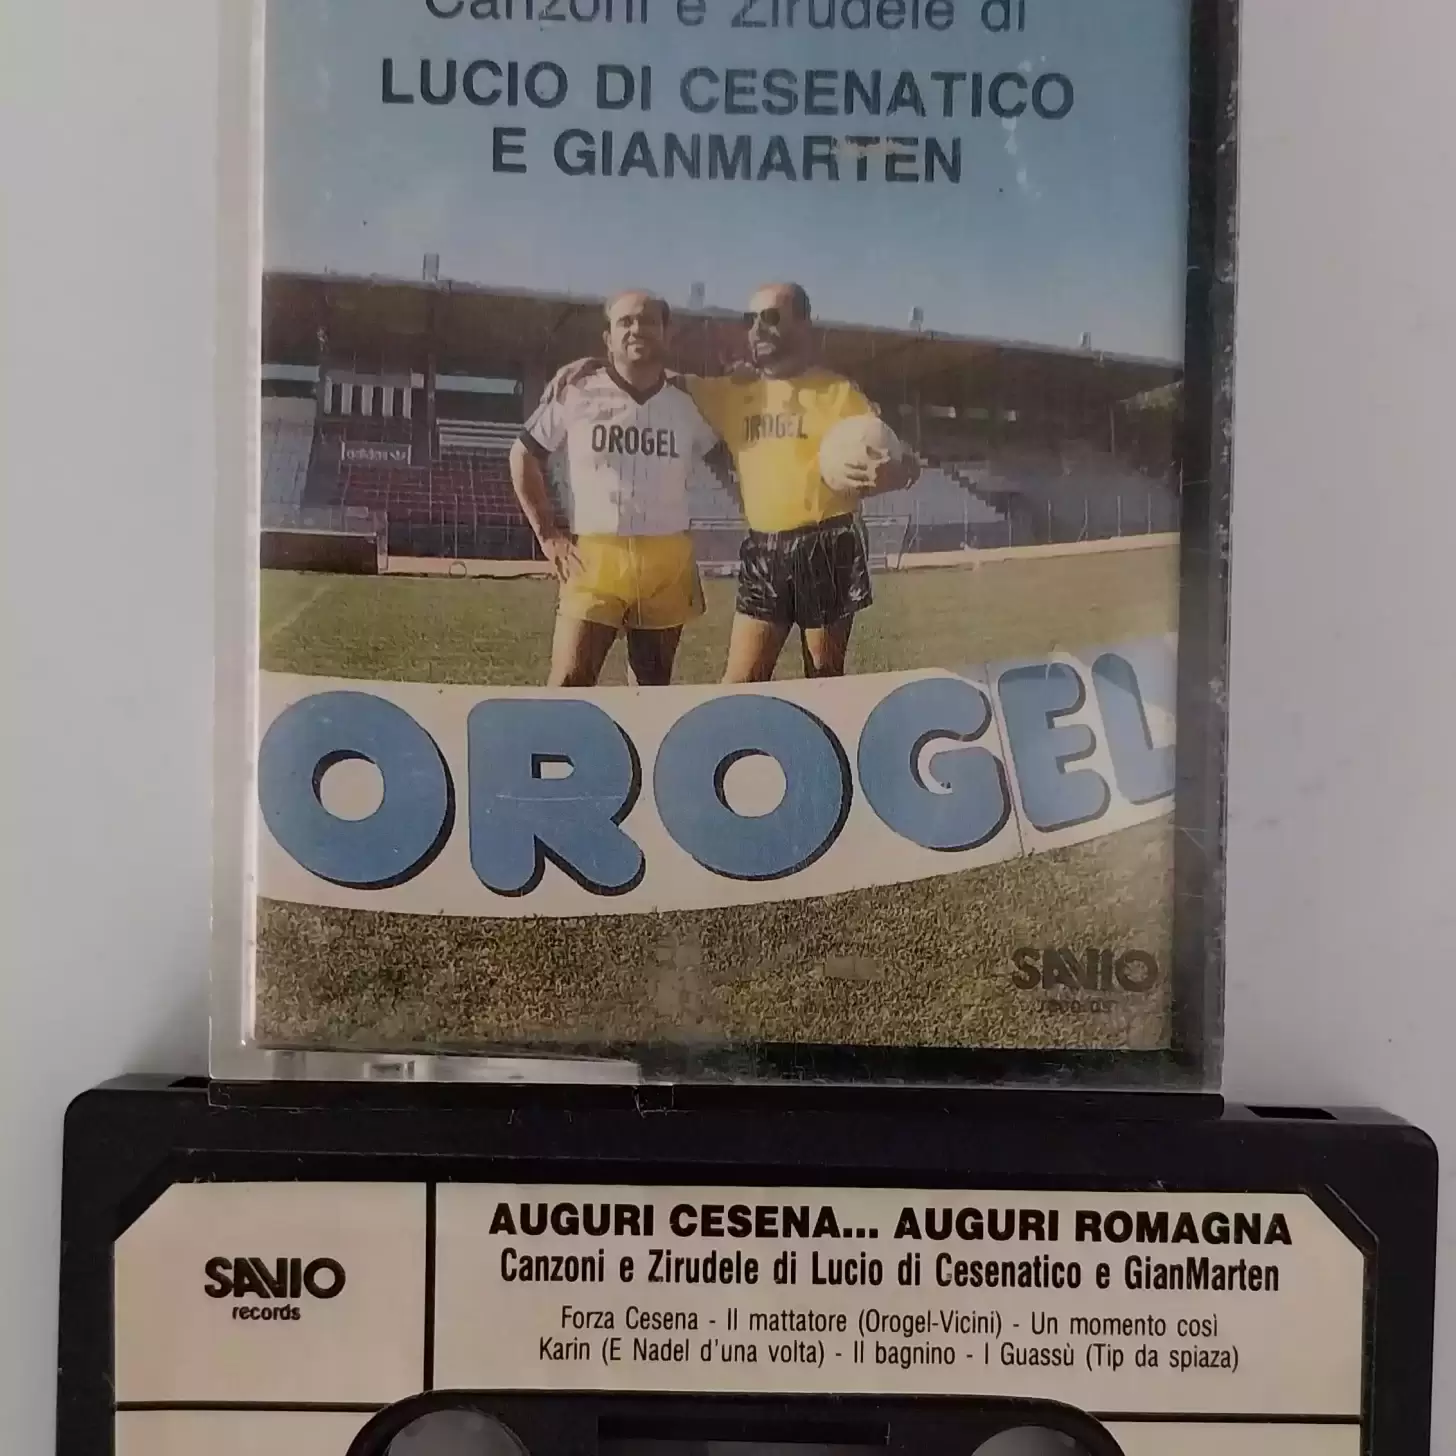 Canzoni e Zirudele di
LUCIO DI CESENATICO
E GIANMARTEN
OROGEL
OROGEL
OROGEL
SAVIO
records
SAVIO
records
AUGURI CESENA... AUGURI ROMAGNA
Canzoni e Zirudele di Lucio di Cesenatico e GianMarten
Forza Cesena - Il mattatore (Orogel-Vicini) - Un momento così
Karin (E Nadel d'una volta) - Il bagnino - I Guassù (Tip da spiaza)